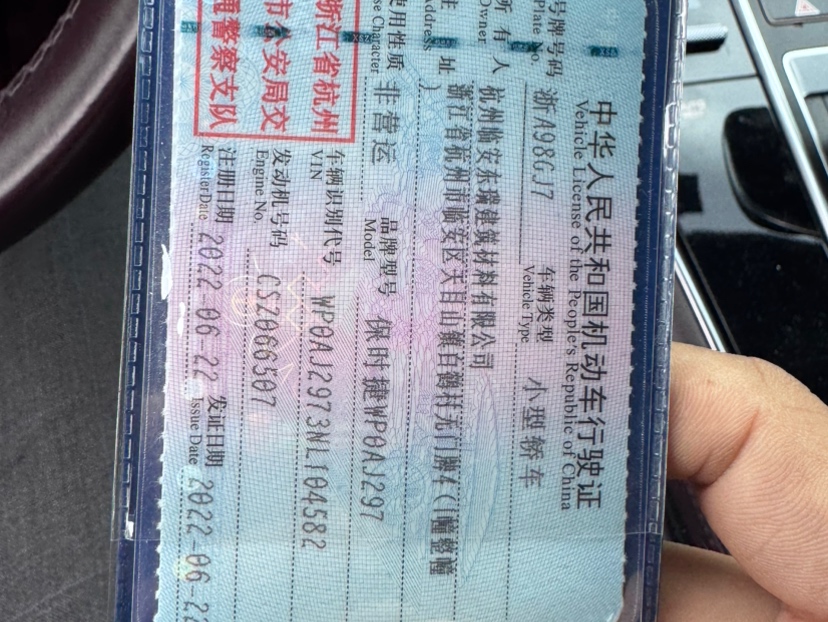 中华人民共和国机动车行驶证
Vehicle License of the People's Republic of China
号牌号码 浙A98GJ7 车辆类型 小型轿车
Plate No. Vehicle Type
所有人 杭州临安东瑞建筑材料有限公司
Owner
住址 浙江省杭州市临安区天目山镇白鹤村无门牌4(1幢整幢
Address )
使用性质 非营运 品牌型号 保时捷WP0AJ297
Use Character Model
浙江省杭州
市公安局交
通警察支队
车辆识别代号 WP0AJ2973NL104582
VIN
发动机号码 CSZ066507
Engine No.
注册日期 2022-06-22 发证日期 2022-06-22
Register Date Issue Date